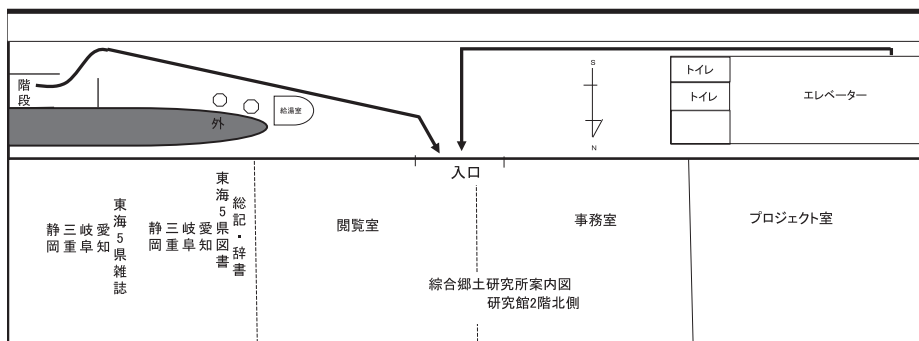 階段
外
給湯室
S
N
トイレ
トイレ
エレベーター
入口
総記・辞書
東海5県図書
愛知
岐阜
三重
静岡
東海5県雑誌
愛知
岐阜
三重
静岡
閲覧室
事務室
プロジェクト室
綜合郷土研究所案内図
研究館2階北側